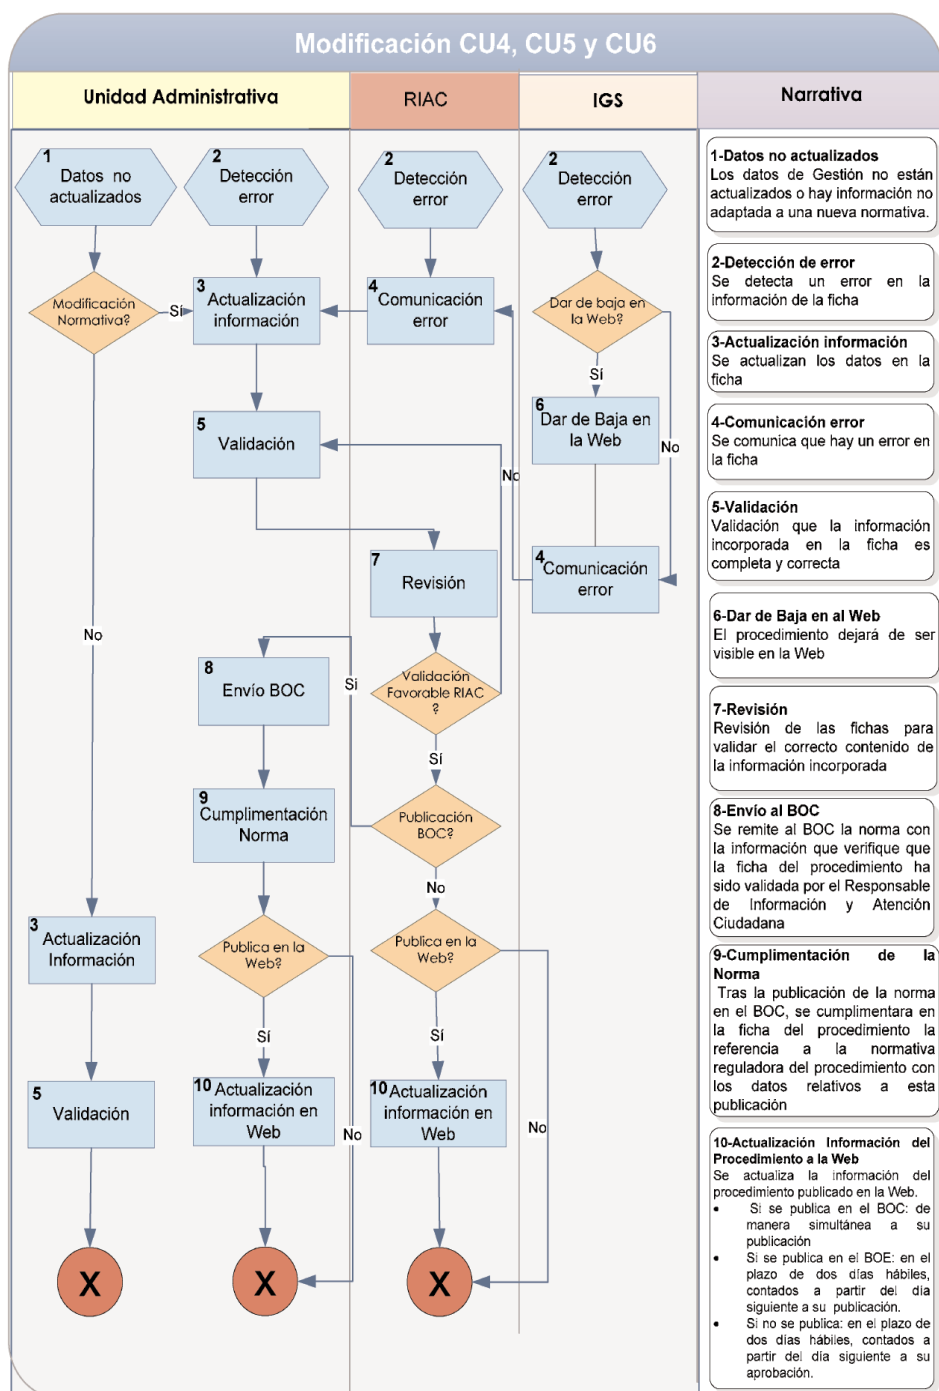 Modificación CU4, CU5 y CU6
Unidad Administrativa
RIAC
IGS
Narrativa
1
Datos no
actualizados
2
Detección
error
2
Detección
error
2
Detección
error
Modificación
Normativa?
Sí
3
Actualización
información
4
Comunicación
error
Dar de baja en
la Web?
Sí
No
6
Dar de Baja en
la Web
5
Validación
No
4
Comunicación
error
7
Revisión
No
8
Envío BOC
Sí
Validación
Favorable RIAC
?
Sí
9
Cumplimentación
Norma
Publicación
BOC?
No
3
Actualización
Información
Publica en la
Web?
Publica en la
Web?
Sí
Sí
5
Validación
10
Actualización
información en
Web
No
10
Actualización
información en
Web
No
X
X
X
1-Datos no actualizados
Los datos de Gestión no están
actualizados o hay información no
adaptada a una nueva normativa.
2-Detección de error
Se detecta un error en la
información de la ficha
3-Actualización información
Se actualizan los datos en la
ficha
4-Comunicación error
Se comunica que hay un error en
la ficha
5-Validación
Validación que la información
incorporada en la ficha es
completa y correcta
6-Dar de Baja en al Web
El procedimiento dejará de ser
visible en la Web
7-Revisión
Revisión de las fichas para
validar el correcto contenido de
la información incorporada
8-Envío al BOC
Se remite al BOC la norma con
la información que verifique que
la ficha del procedimiento ha
sido validada por el Responsable
de Información y Atención
Ciudadana
9-Cumplimentación de la
Norma
Tras la publicación de la norma
en el BOC, se cumplimentara en
la ficha del procedimiento la
referencia a la normativa
reguladora del procedimiento con
los datos relativos a esta
publicación
10-Actualización Información del
Procedimiento a la Web
Se actualiza la información del
procedimiento publicado en la Web.
• Si se publica en el BOC: de
manera simultánea a su
publicación
• Si se publica en el BOE: en el
plazo de dos días hábiles,
contados a partir del día
siguiente a su publicación.
• Si no se publica: en el plazo de
dos días hábiles, contados a
partir del día siguiente a su
aprobación.